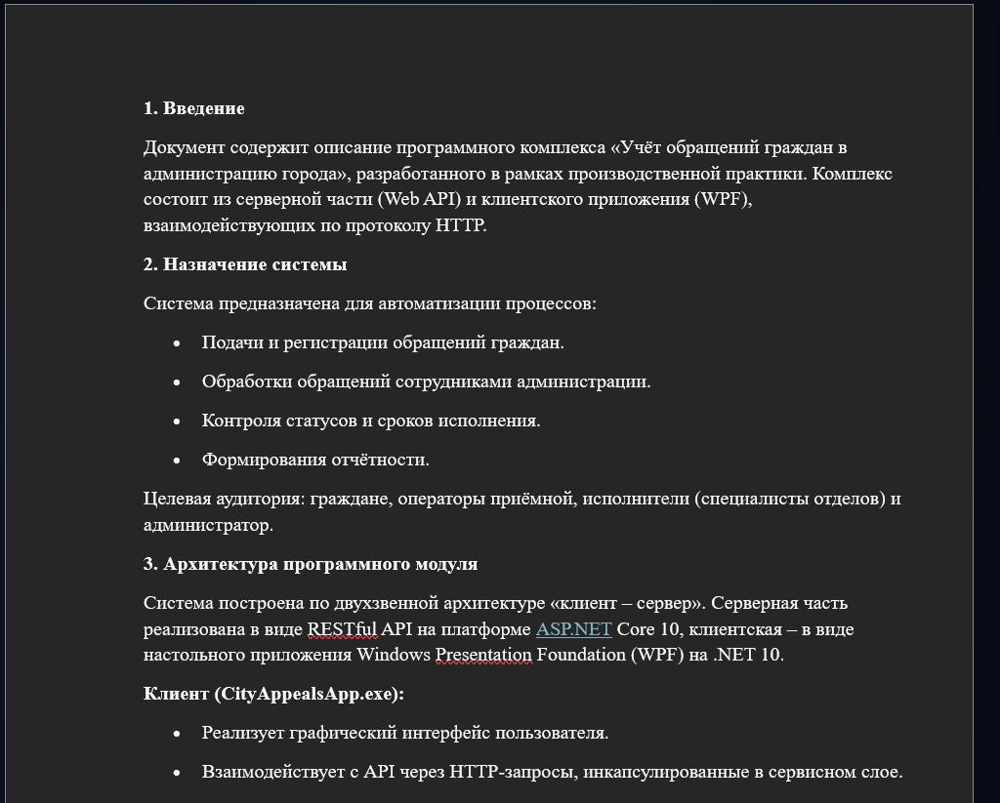 1. Введение
Документ содержит описание программного комплекса «Учёт обращений граждан в
администрацию города», разработанного в рамках производственной практики. Комплекс
состоит из серверной части (Web API) и клиентского приложения (WPF),
взаимодействующих по протоколу HTTP.
2. Назначение системы
Система предназначена для автоматизации процессов:
• Подачи и регистрации обращений граждан.
• Обработки обращений сотрудниками администрации.
• Контроля статусов и сроков исполнения.
• Формирования отчётности.
Целевая аудитория: граждане, операторы приёмной, исполнители (специалисты отделов) и
администратор.
3. Архитектура программного модуля
Система построена по двухзвенной архитектуре «клиент – сервер». Серверная часть
реализована в виде RESTful API на платформе ASP.NET Core 10, клиентская – в виде
настольного приложения Windows Presentation Foundation (WPF) на .NET 10.
Клиент (CityAppealsApp.exe):
• Реализует графический интерфейс пользователя.
• Взаимодействует с API через HTTP-запросы, инкапсулированные в сервисном слое.